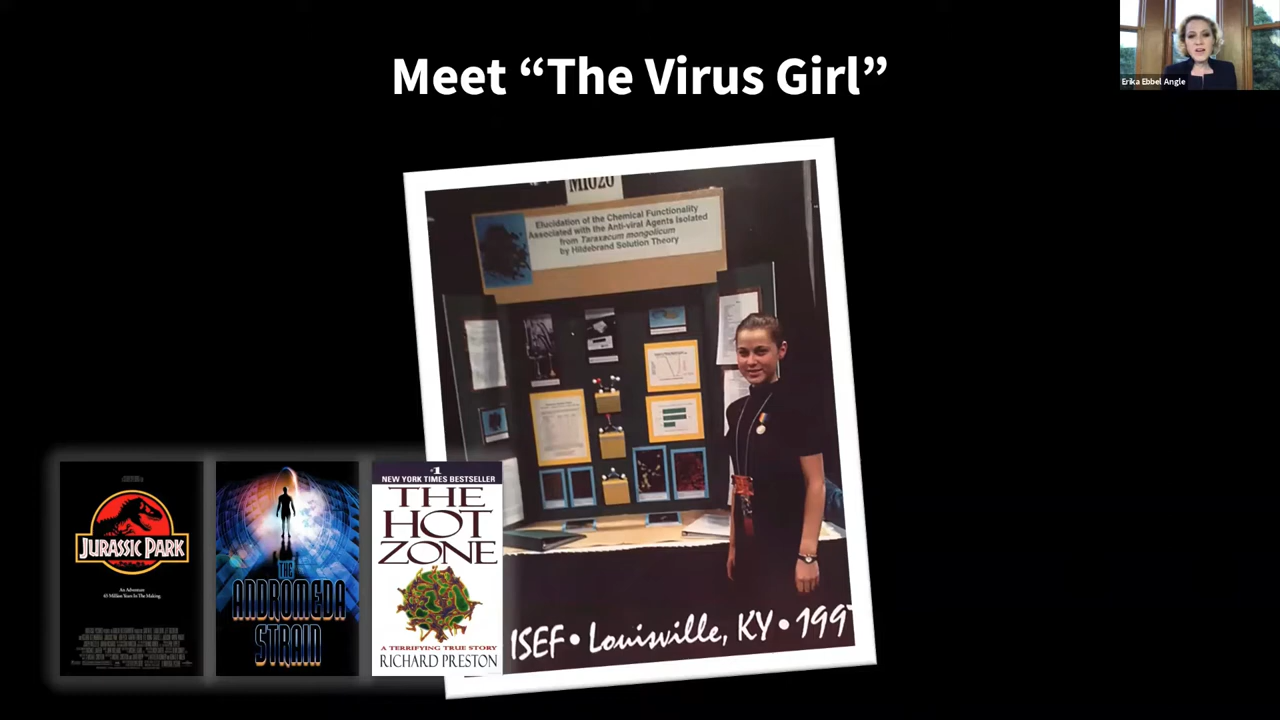 Meet “The Virus Girl”
Erika Ebbel Angle
MI020
Elucidation of the Chemical Functionality
Associated with the Anti-viral Agents Isolated
from Taraxacum mongolicum
by Hildebrand Solution Theory
JURASSIC PARK
An Adventure
65 Million Years In The Making.
THE
ANDROMEDA
STRAIN
#1
NEW YORK TIMES BESTSELLER
THE
HOT
ZONE
A TERRIFYING TRUE STORY
RICHARD PRESTON
ISEF • Louisville, KY • 1997